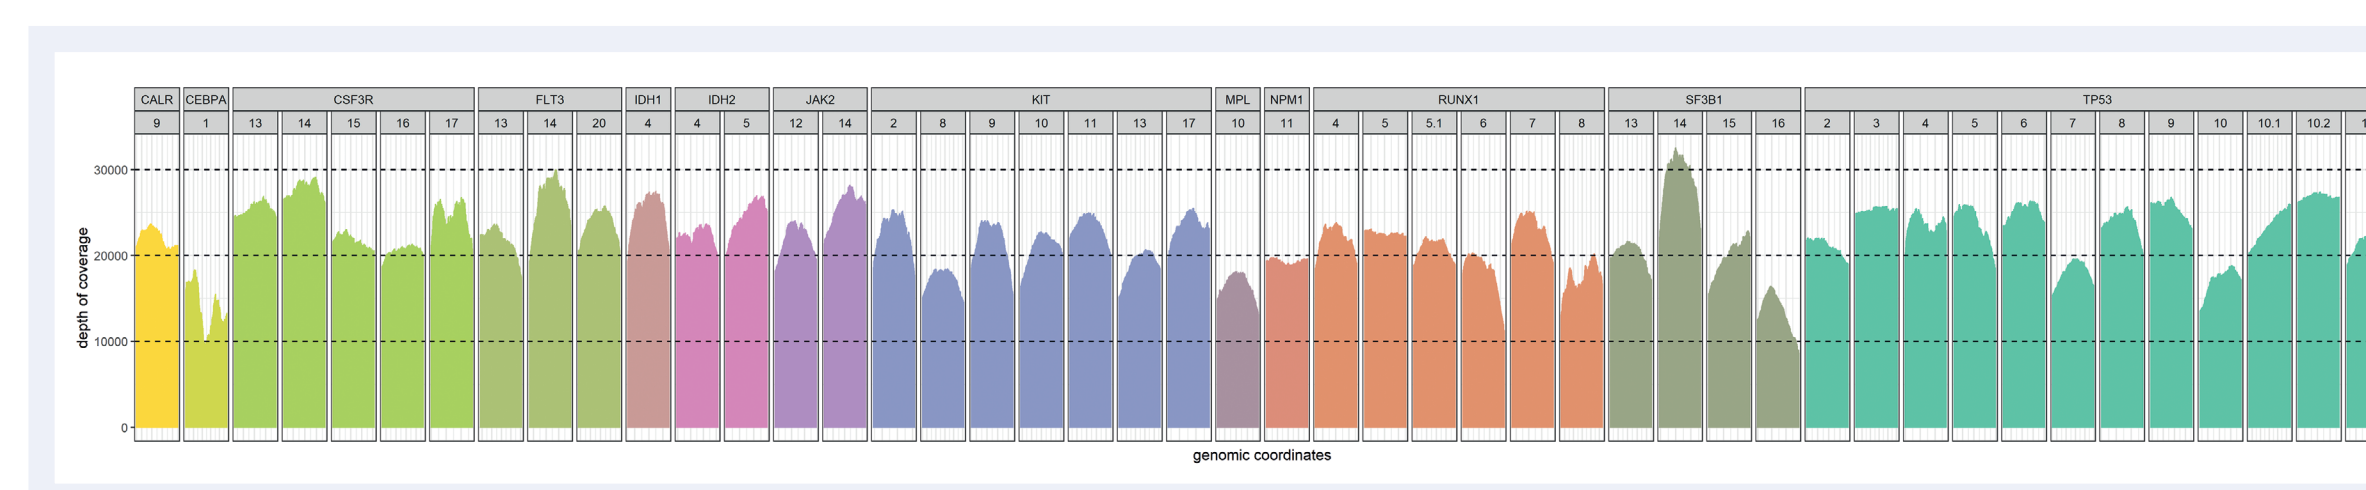 CALR CEBPA CSF3R FLT3 IDH1 IDH2 JAK2 KIT MPL NPM1 RUNX1 SF3B1 TP53
9 1 13 14 15 16 17 13 14 20 4 4 5 12 14 2 8 9 10 11 13 17 10 11 4 5 5.1 6 7 8 13 14 15 16 2 3 4 5 6 7 8 9 10 10.1 10.2
30000
20000
10000
0
depth of coverage
genomic coordinates